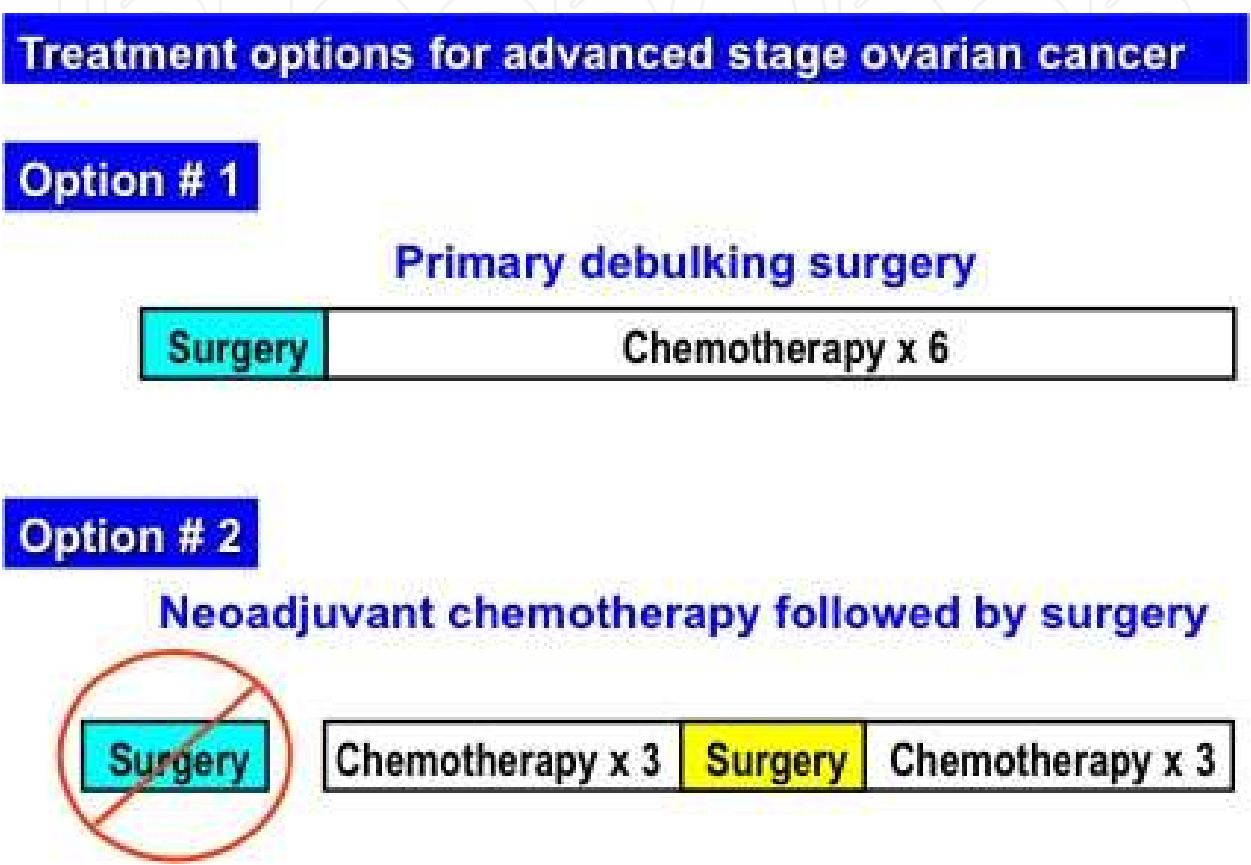 Treatment options for advanced stage ovarian cancer
Option # 1
Primary debulking surgery
Surgery Chemotherapy x 6
Option # 2
Neoadjuvant chemotherapy followed by surgery
Surgery Chemotherapy x 3 Surgery Chemotherapy x 3